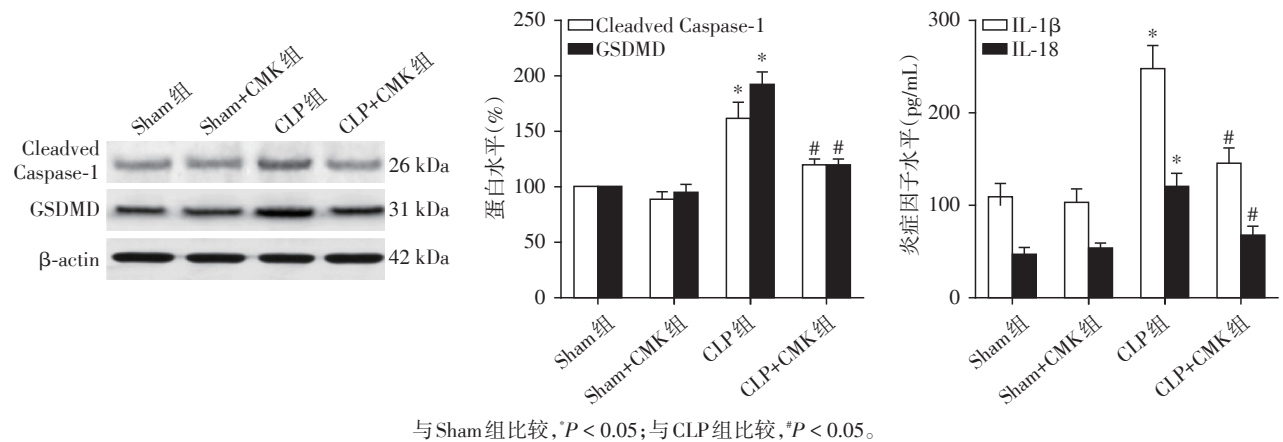 Sham组
Sham+CMK组
CLP组
CLP+CMK组
Cleadved
Caspase-1
26 kDa
GSDMD
31 kDa
β-actin
42 kDa
250
200
150
100
50
0
蛋白水平(%)
Cleadved Caspase-1
GSDMD
*
*
#
#
Sham组
Sham+CMK组
CLP组
CLP+CMK组
300
200
100
0
炎症因子水平(pg/mL)
IL-1β
IL-18
*
*
#
#
Sham组
Sham+CMK组
CLP组
CLP+CMK组
与Sham组比较,*P < 0.05;与CLP组比较,#P < 0.05。